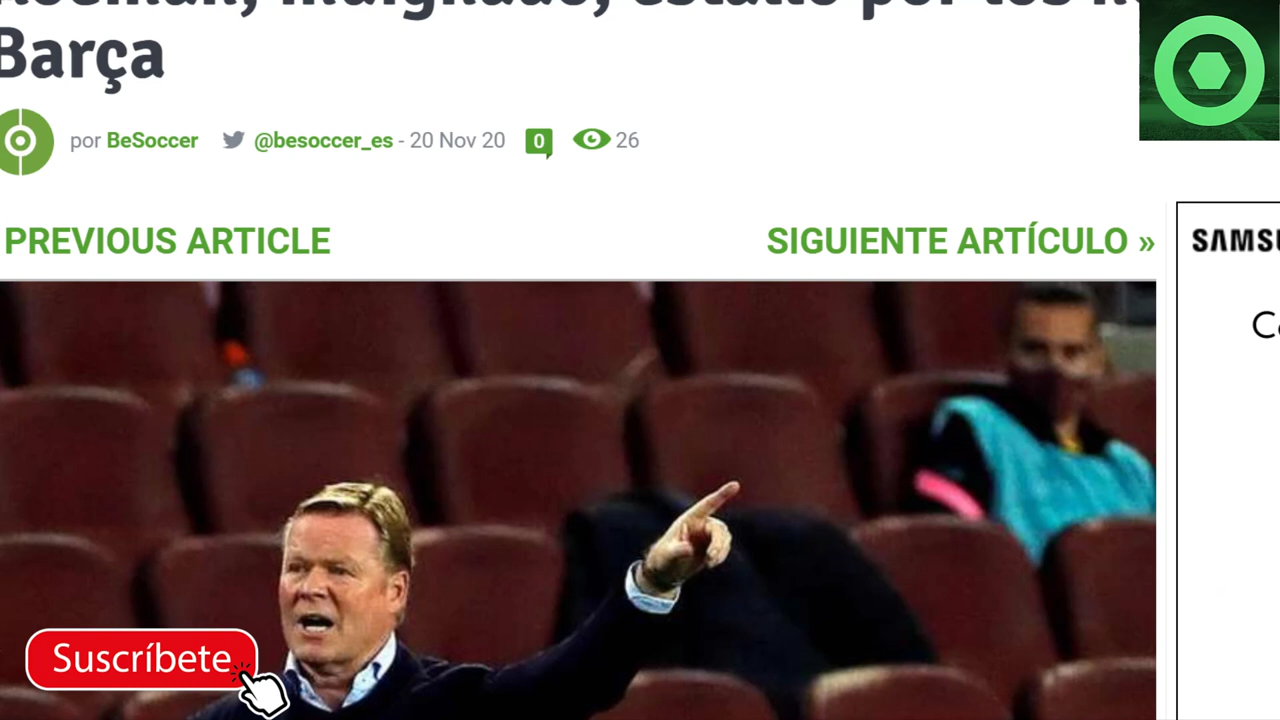 Barça
por BeSoccer @besoccer_es - 20 Nov 20 0 26
PREVIOUS ARTICLE SIGUIENTE ARTÍCULO »
Suscríbete